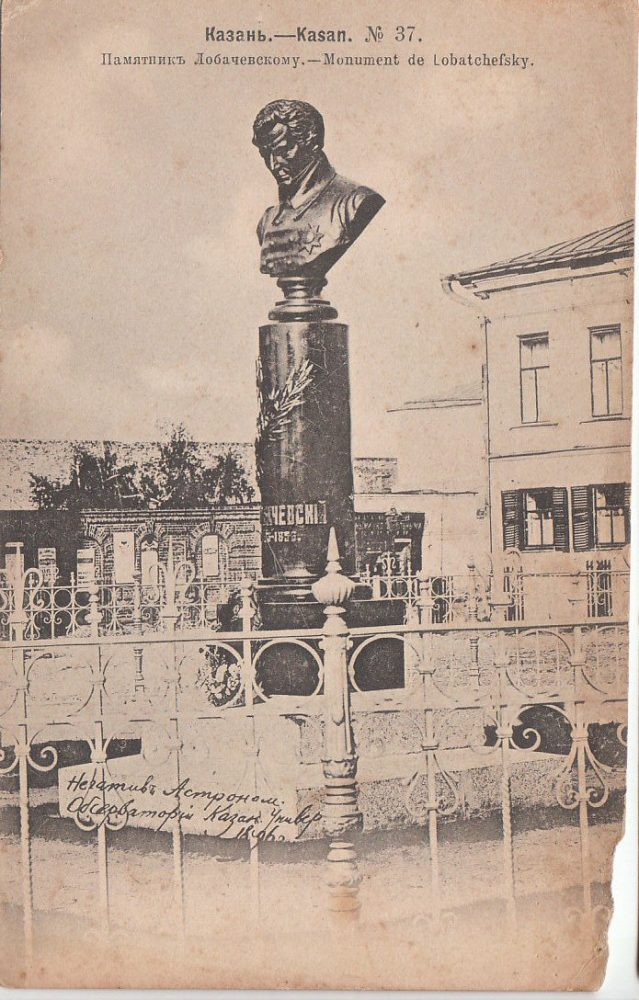 Казань.—Kasan. № 37.
Памятникъ Лобачевскому.—Monument de Lobatchefsky.
ЧЕВСКІЙ
Негативъ Астроном.
Обсерваторіи Казан. Универ.
1896